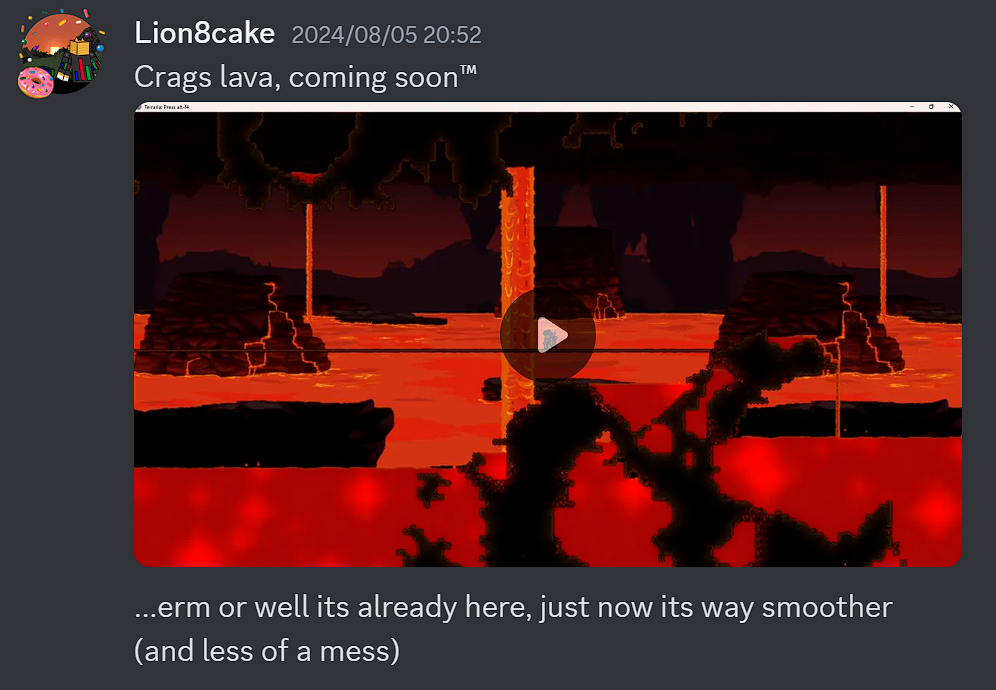 Lion8cake 2024/08/05 20:52
Crags lava, coming soon™
Terraria: Press alt-f4
...erm or well its already here, just now its way smoother
(and less of a mess)